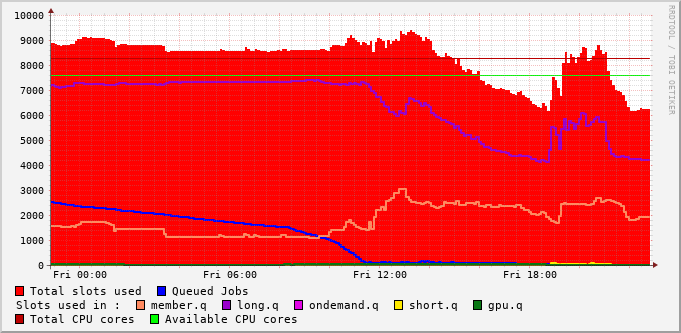 10000
9000
8000
7000
6000
5000
4000
3000
2000
1000
0
Fri 00:00 Fri 06:00 Fri 12:00 Fri 18:00
Total slots used Queued Jobs
Slots used in : member.q long.q ondemand.q short.q gpu.q
Total CPU cores Available CPU cores
RRDTOOL / TOBI OETIKER